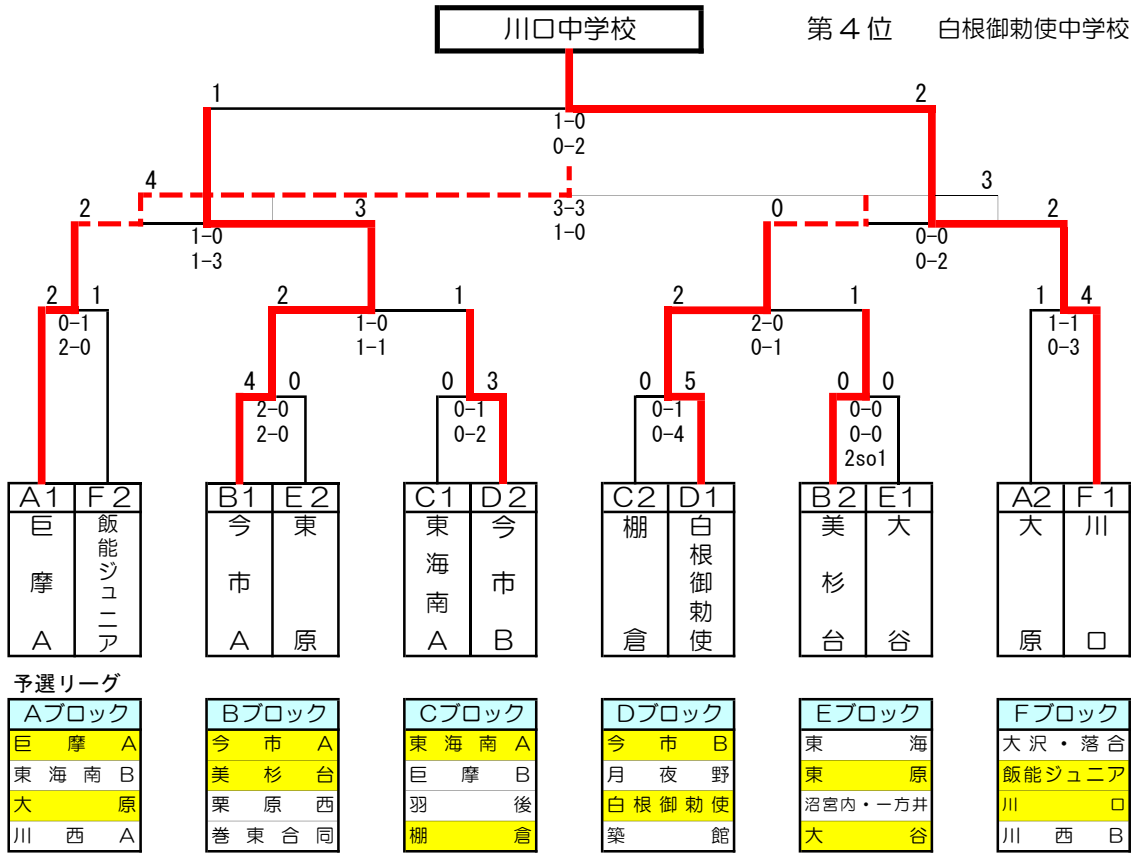 川口中学校 第４位 白根御勅使中学校
1 2
1-0
0-2
4 3
3-3
1-0
2 3 0 2
1-0 0-0
1-3 0-2
2 1 2 1 2 1 1 4
0-1 1-0 2-0 1-1
2-0 1-1 0-1 0-3
4 0 0 3 0 5 0 0
2-0 0-1 0-1 0-0
2-0 0-2 0-4 0-0
2so1
A1 F2 B1 E2 C1 D2 C2 D1 B2 E1 A2 F1
巨摩A 飯能ジュニア 今市A 東原 東海南A 今市B 棚倉 白根御勅使 美杉台 大谷 大原 川口
予選リーグ
Aブロック Bブロック Cブロック Dブロック Eブロック Fブロック
巨摩A 今市A 東海南A 今市B 東海 大沢・落合
東海南B 美杉台 巨摩B 月夜野 東原 飯能ジュニア
大原 栗原西 羽後 白根御勅使 沼宮内・一方井 川口
川西A 巻東合同 棚倉 築館 大谷 川西B